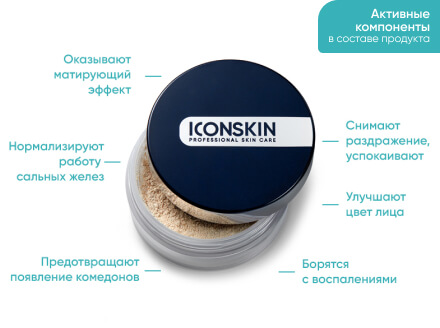 Активные
компоненты
в составе продукта
Оказывают
матирующий
эффект
ICONSKIN
PROFESSIONAL SKIN CARE
Снимают
раздражение,
успокаивают
Нормализируют
работу
сальных желез
Улучшают
цвет лица
Предотвращают
появление комедонов
Борятся
с воспалениями